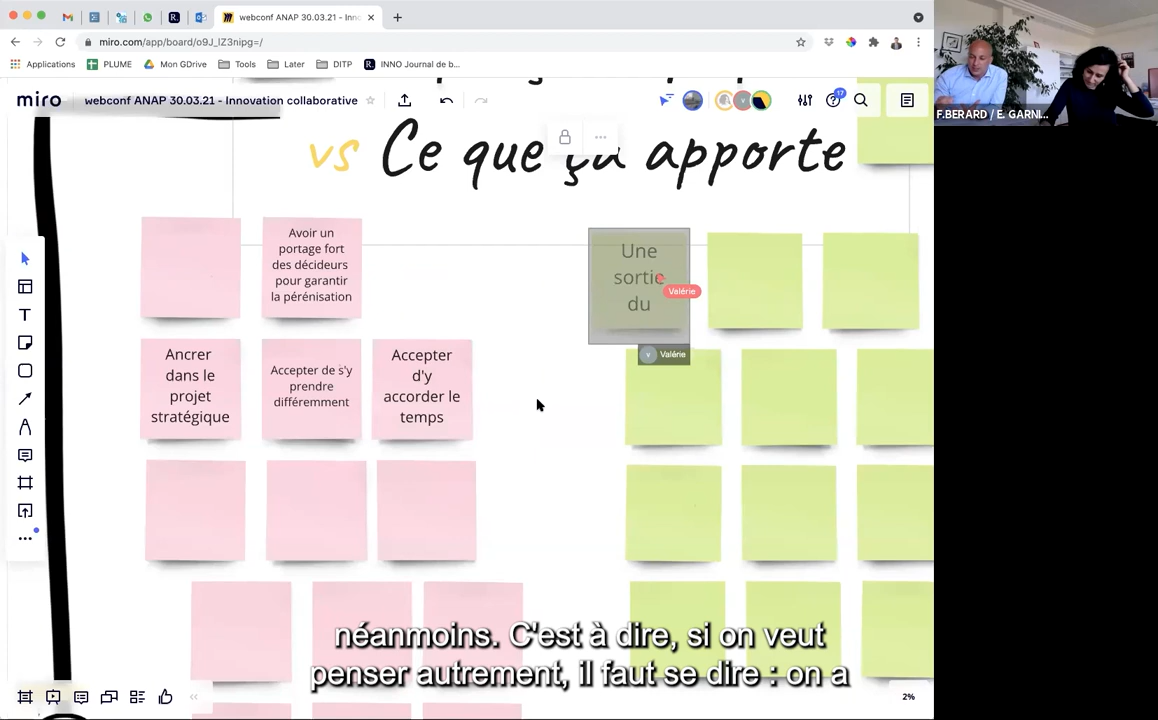 webconf ANAP 30.03.21 - Inno
miro.com/app/board/o9J_lZ3nipg=/
Applications PLUME Mon GDrive Tools Later DITP INNO Journal de b...
miro webconf ANAP 30.03.21 - Innovation collaborative
17
F.BERARD / E. GARNI...
vs Ce que ça apporte
Avoir un
portage fort
des décideurs
pour garantir
la pérénisation
Une
sortie
du
Valérie
v Valérie
Ancrer
dans le
projet
stratégique
Accepter de s'y
prendre
différemment
Accepter
d'y
accorder le
temps
néanmoins. C'est à dire, si on veut
penser autrement, il faut se dire : on a
2%